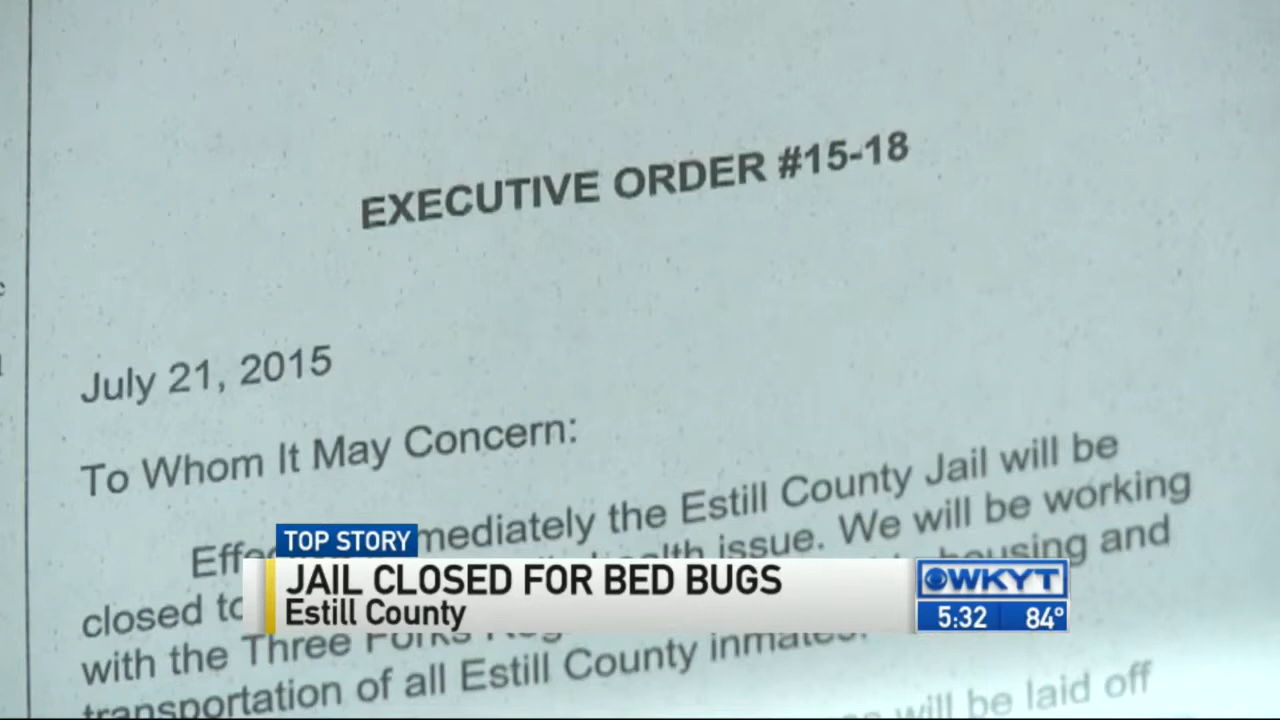 EXECUTIVE ORDER #15-18
July 21, 2015
To Whom It May Concern:
mediately the Estill County Jail will be
closed issue. We will be working
with the Three housing and
transportation of all Estill County
will be laid off
TOP STORY
JAIL CLOSED FOR BED BUGS
Estill County
WKYT
5:32 84°